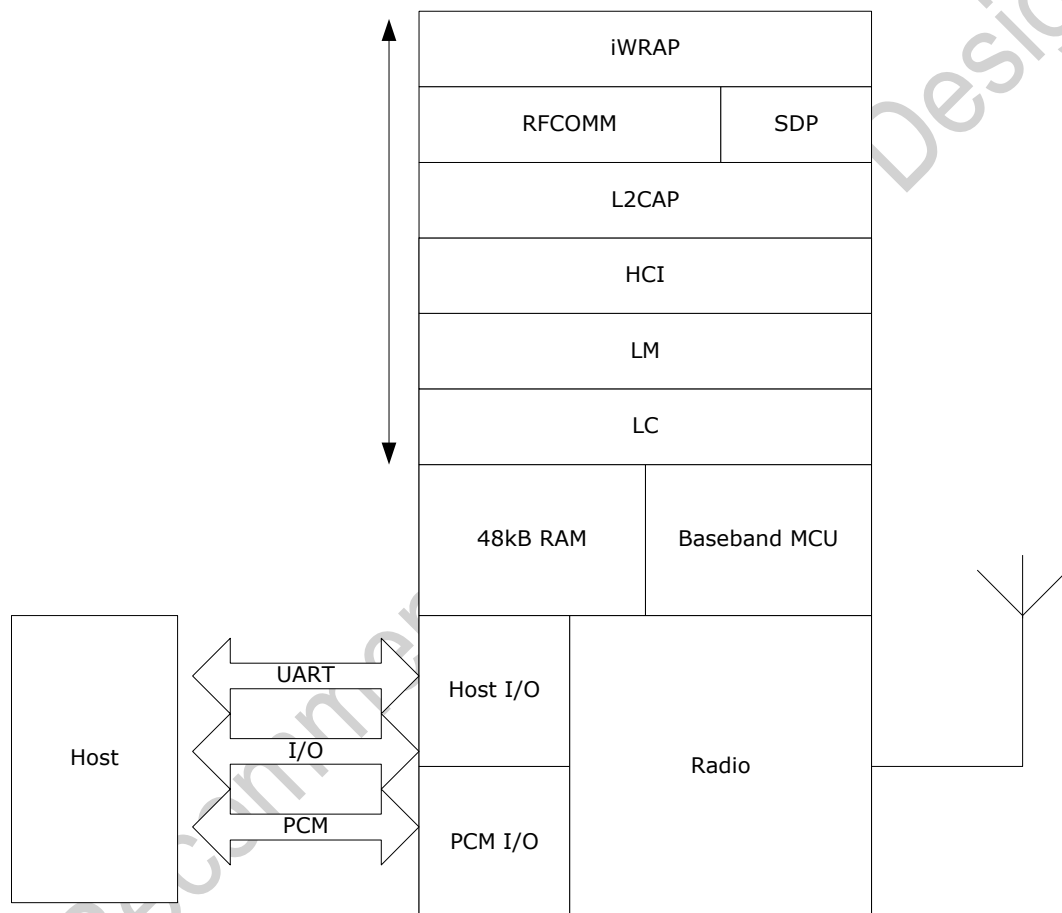 iWRAP
RFCOMM
SDP
L2CAP
HCI
LM
LC
48kB RAM
Baseband MCU
UART
Host I/O
Host
I/O
Radio
PCM
PCM I/O